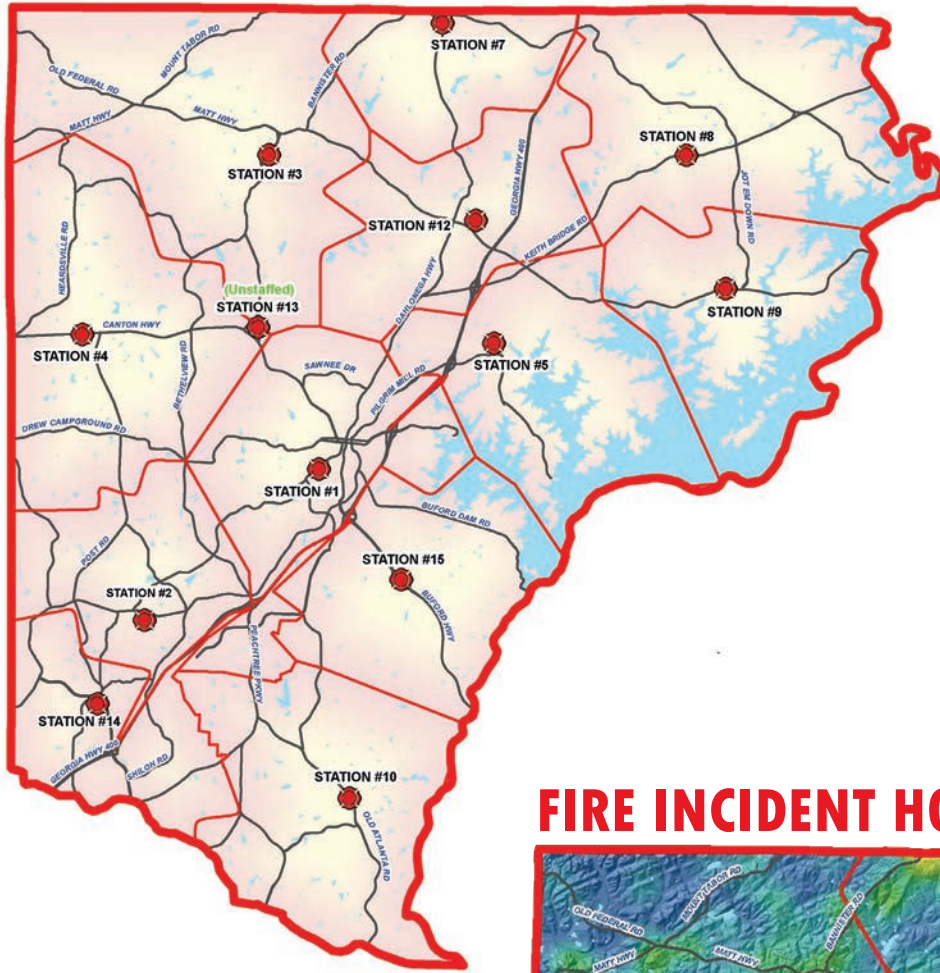 STATION #7
MOUNT TABOR RD
OLD FEDERAL RD
BANNISTER RD
MATT HWY
MATT HWY
STATION #3
STATION #8
GEORGIA HWY 400
JOT EM DOWN RD
STATION #12
KEITH BRIDGE RD
HEARDSVILLE RD
DAHLONEGA HWY
(Unstaffed)
STATION #13
STATION #9
CANTON HWY
STATION #4
STATION #5
BETHELVIEW RD
SAWNEE DR
PILGRIM MILL RD
DREW CAMPGROUND RD
STATION #1
BUFORD DAM RD
POST RD
STATION #15
STATION #2
BUFORD HWY
PEACHTREE PKWY
STATION #14
GEORGIA HWY 400
SHILOH RD
STATION #10
OLD ATLANTA RD
FIRE INCIDENT HO
MOUNT TABOR RD
OLD FEDERAL RD
BANNISTER RD
MATT HWY
MATT HWY